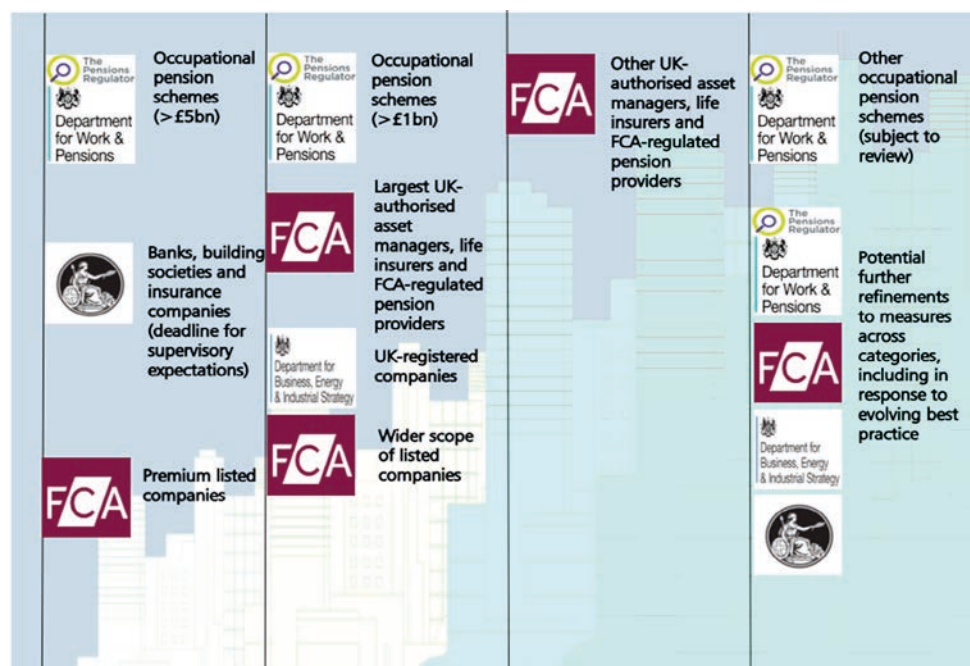 The
Pensions
Regulator
Department
for Work &
Pensions
Occupational
pension
schemes
(>£5bn)
Banks, building
societies and
insurance
companies
(deadline for
supervisory
expectations)
FCA
Premium listed
companies
The
Pensions
Regulator
Department
for Work &
Pensions
Occupational
pension
schemes
(>£1bn)
FCA
Largest UK-
authorised
asset
managers, life
insurers and
FCA-regulated
pension
providers
Department for
Business, Energy
& Industrial Strategy
UK-registered
companies
FCA
Wider scope
of listed
companies
FCA
Other UK-
authorised asset
managers, life
insurers and
FCA-regulated
pension
providers
The
Pensions
Regulator
Department
for Work &
Pensions
Other
occupational
pension
schemes
(subject to
review)
The
Pensions
Regulator
Department
for Work &
Pensions
FCA
Department for
Business, Energy
& Industrial Strategy
Potential
further
refinements
to measures
across
categories,
including in
response to
evolving best
practice